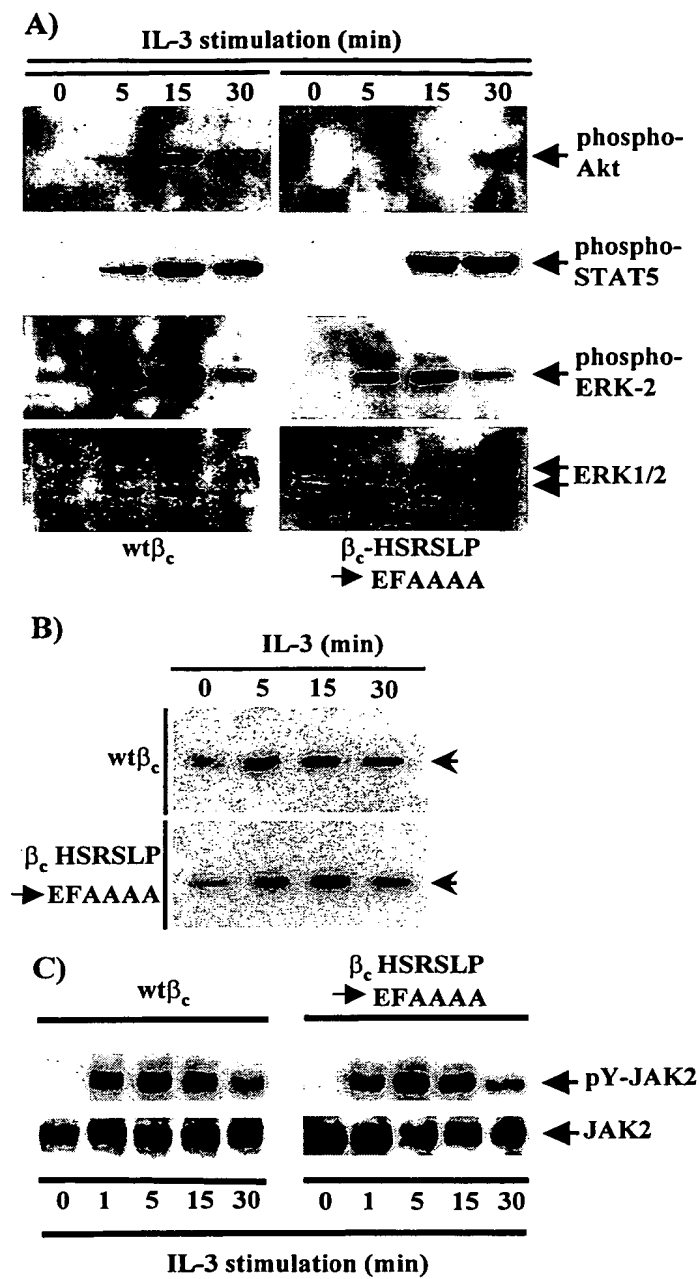 A)
IL-3 stimulation (min)
0 5 15 30 0 5 15 30
phospho-
Akt
phospho-
STAT5
phospho-
ERK-2
ERK1/2
wtβc βc-HSRSLP
→ EFAAAA
B)
IL-3 (min)
0 5 15 30
wtβc
βc HSRSLP
→ EFAAAA
C)
wtβc
βc HSRSLP
→ EFAAAA
pY-JAK2
JAK2
0 1 5 15 30 0 1 5 15 30
IL-3 stimulation (min)